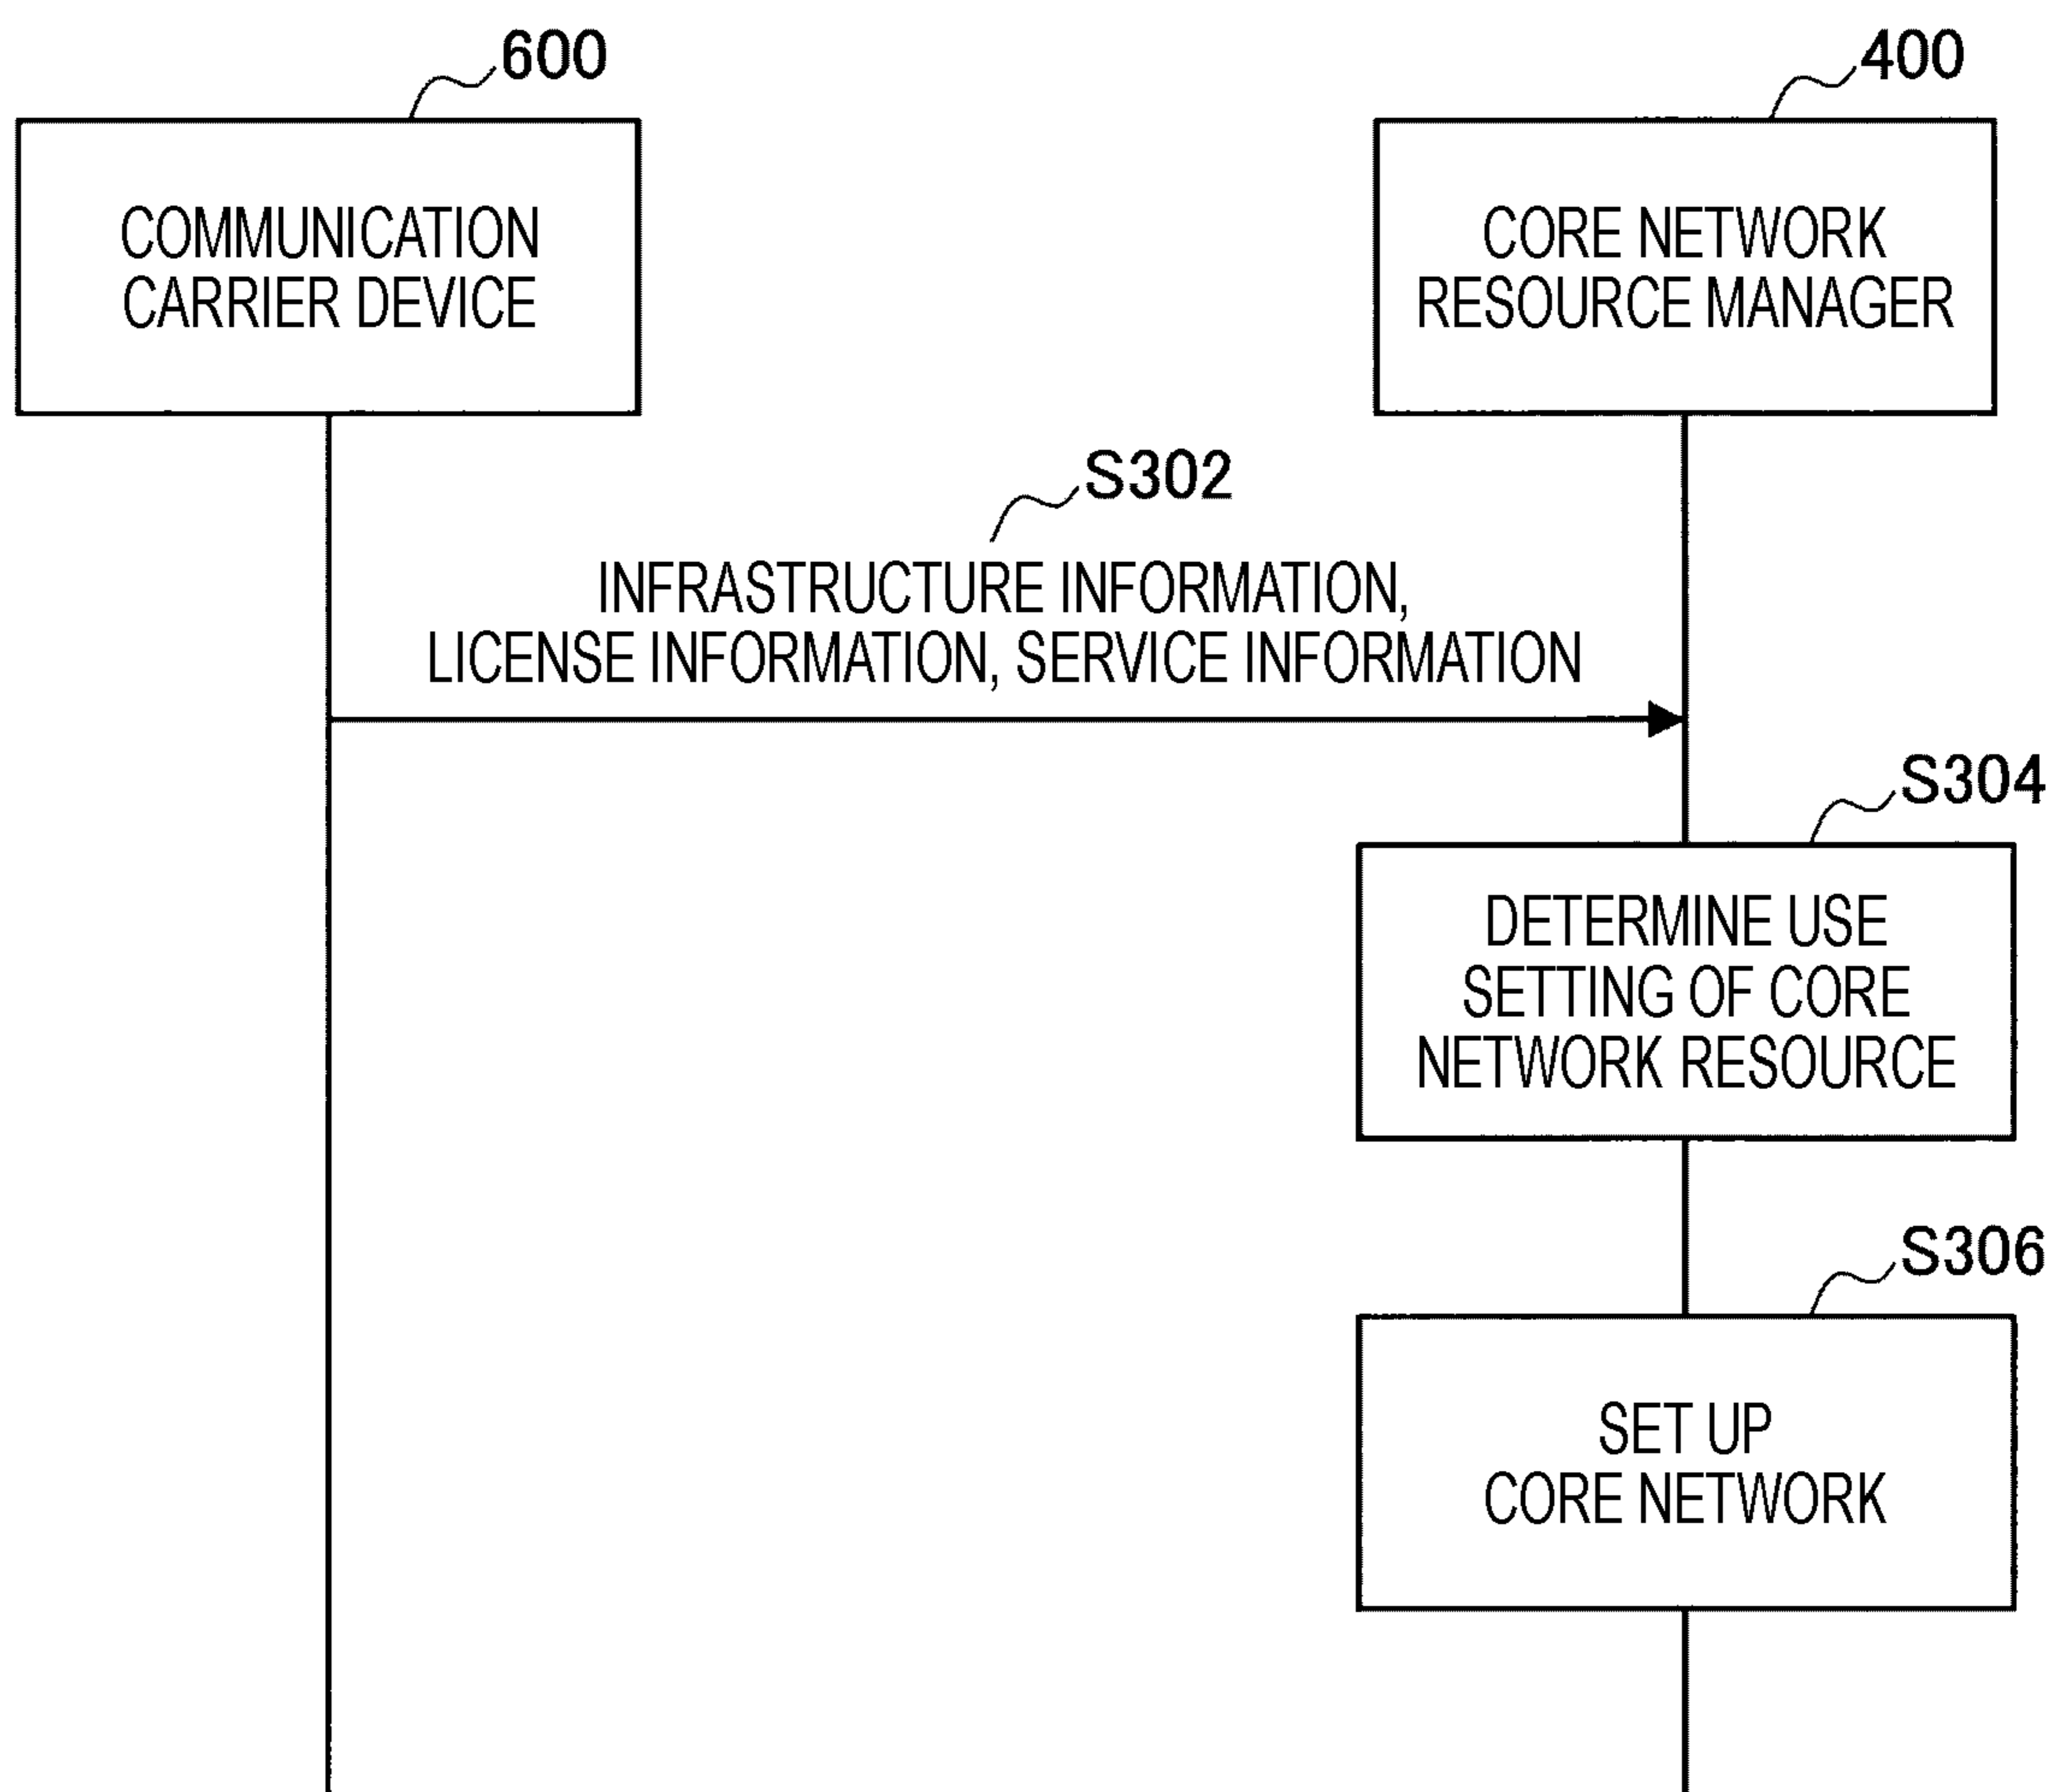 600
400
COMMUNICATION
CARRIER DEVICE
CORE NETWORK
RESOURCE MANAGER
S302
INFRASTRUCTURE INFORMATION,
LICENSE INFORMATION, SERVICE INFORMATION
S304
DETERMINE USE
SETTING OF CORE
NETWORK RESOURCE
S306
SET UP
CORE NETWORK